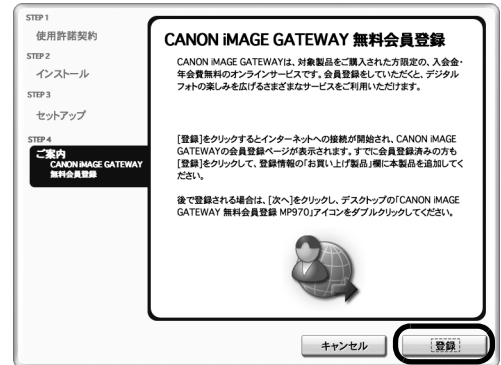 STEP 1
使用許諾契約
STEP 2
インストール
STEP 3
セットアップ
STEP 4
ご案内
CANON iMAGE GATEWAY
無料会員登録
CANON iMAGE GATEWAY 無料会員登録
CANON iMAGE GATEWAYは、対象製品をご購入された方限定の、入会金・
年会費無料のオンラインサービスです。会員登録をしていただくと、デジタル
フォトの楽しみを広げるさまざまなサービスをご利用いただけます。
[登録]をクリックするとインターネットへの接続が開始され、CANON iMAGE
GATEWAYの会員登録ページが表示されます。すでに会員登録済みの方も
[登録]をクリックして、登録情報の「お買い上げ製品」欄に本製品を追加してく
ださい。
後で登録される場合は、[次へ]をクリックし、デスクトップの「CANON iMAGE
GATEWAY 無料会員登録 MP970」アイコンをダブルクリックしてください。
キャンセル
登録